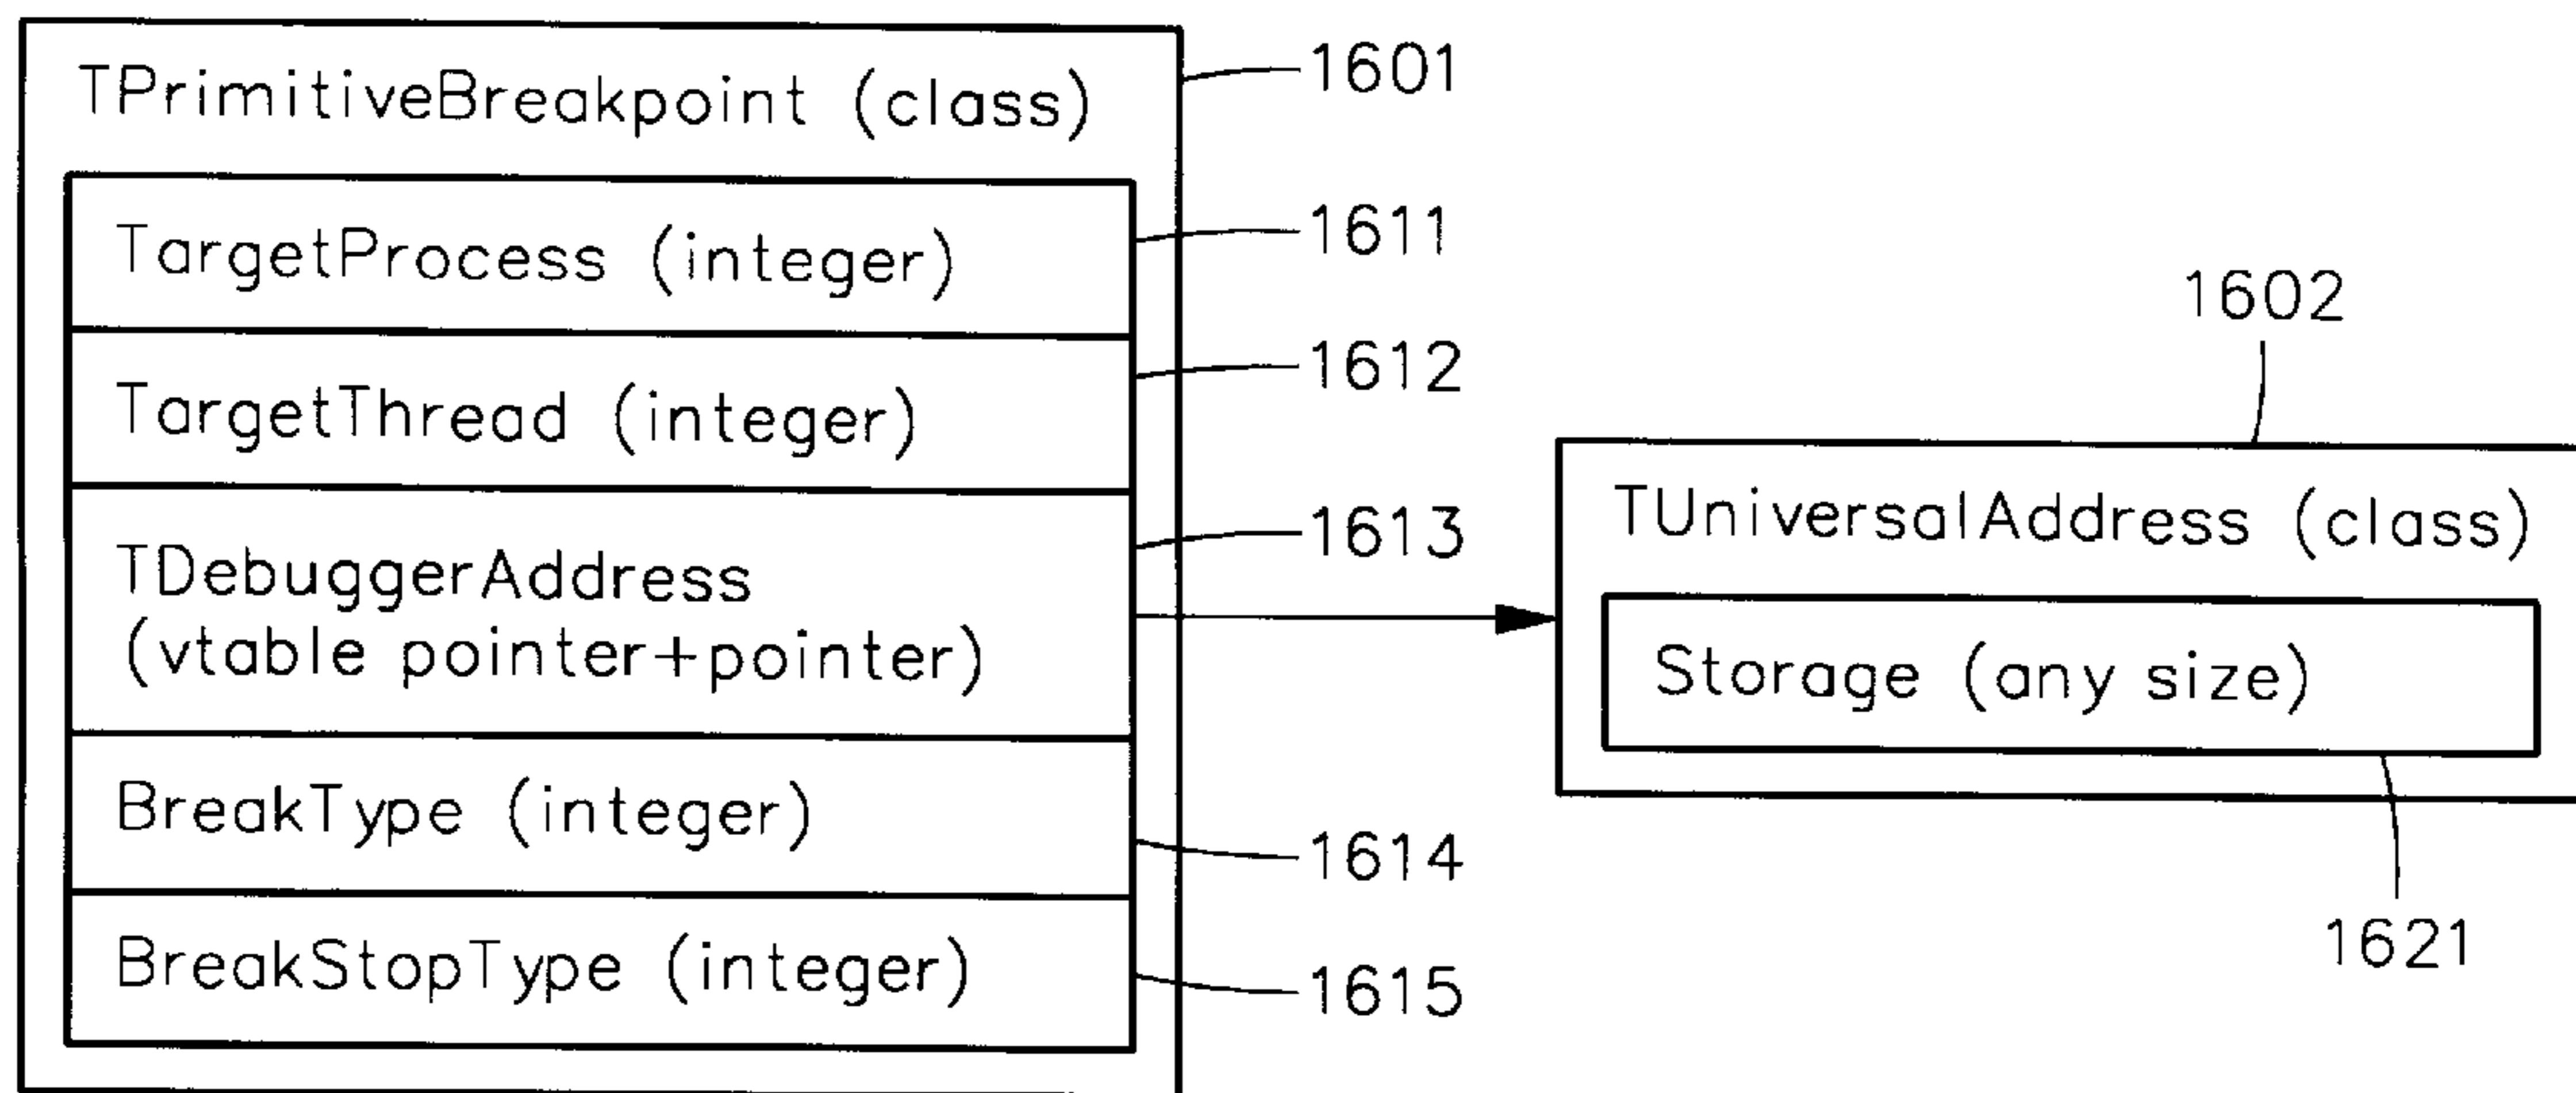 TPrimitiveBreakpoint (class)
1601
TargetProcess (integer)
1611
TargetThread (integer)
1612
TDebuggerAddress
(vtable pointer+pointer)
1613
BreakType (integer)
1614
BreakStopType (integer)
1615
1602
TUniversalAddress (class)
Storage (any size)
1621